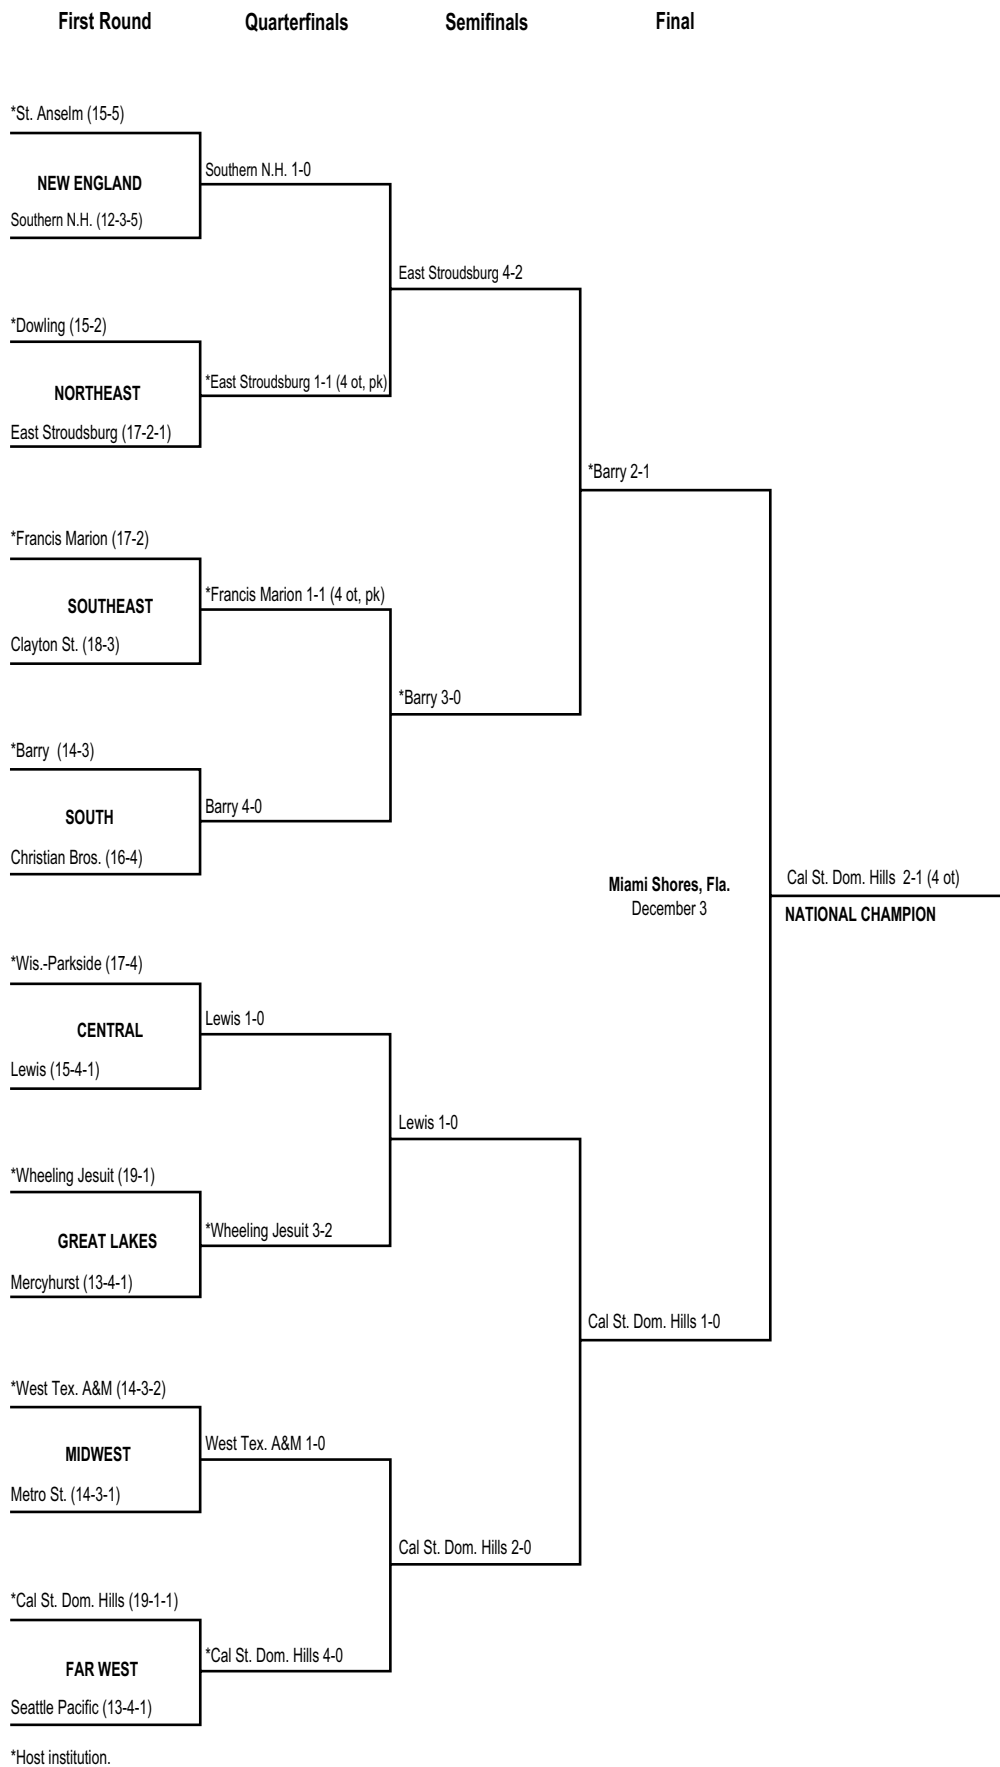 First Round Quarterfinals Semifinals Final
*St. Anselm (15-5)
Southern N.H. 1-0
NEW ENGLAND
Southern N.H. (12-3-5)
East Stroudsburg 4-2
*Dowling (15-2)
*East Stroudsburg 1-1 (4 ot, pk)
NORTHEAST
East Stroudsburg (17-2-1)
*Barry 2-1
*Francis Marion (17-2)
*Francis Marion 1-1 (4 ot, pk)
SOUTHEAST
Clayton St. (18-3)
*Barry 3-0
*Barry (14-3)
Barry 4-0
SOUTH
Christian Bros. (16-4)
Miami Shores, Fla.
December 3
Cal St. Dom. Hills 2-1 (4 ot)
NATIONAL CHAMPION
*Wis.-Parkside (17-4)
Lewis 1-0
CENTRAL
Lewis (15-4-1)
Lewis 1-0
*Wheeling Jesuit (19-1)
*Wheeling Jesuit 3-2
GREAT LAKES
Mercyhurst (13-4-1)
Cal St. Dom. Hills 1-0
*West Tex. A&M (14-3-2)
West Tex. A&M 1-0
MIDWEST
Metro St. (14-3-1)
Cal St. Dom. Hills 2-0
*Cal St. Dom. Hills (19-1-1)
*Cal St. Dom. Hills 4-0
FAR WEST
Seattle Pacific (13-4-1)
*Host institution.